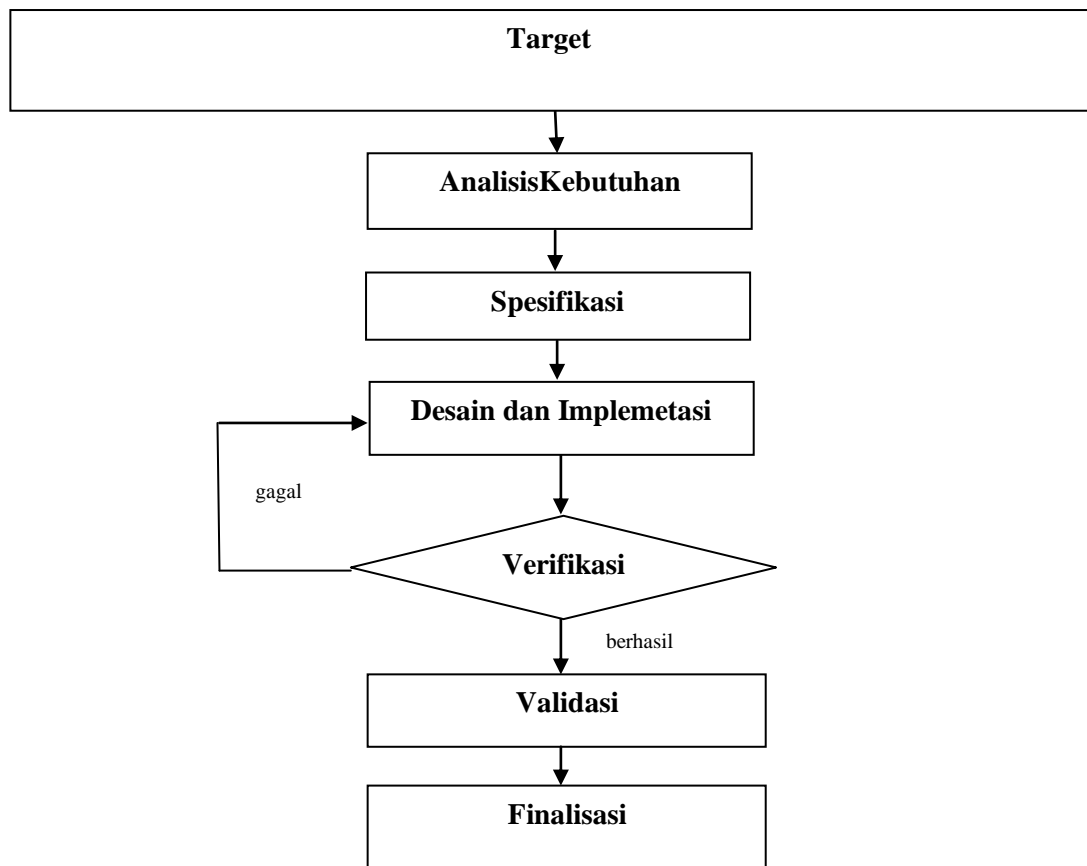 Target
AnalisisKebutuhan
Spesifikasi
Desain dan Implemetasi
gagal
Verifikasi
berhasil
Validasi
Finalisasi